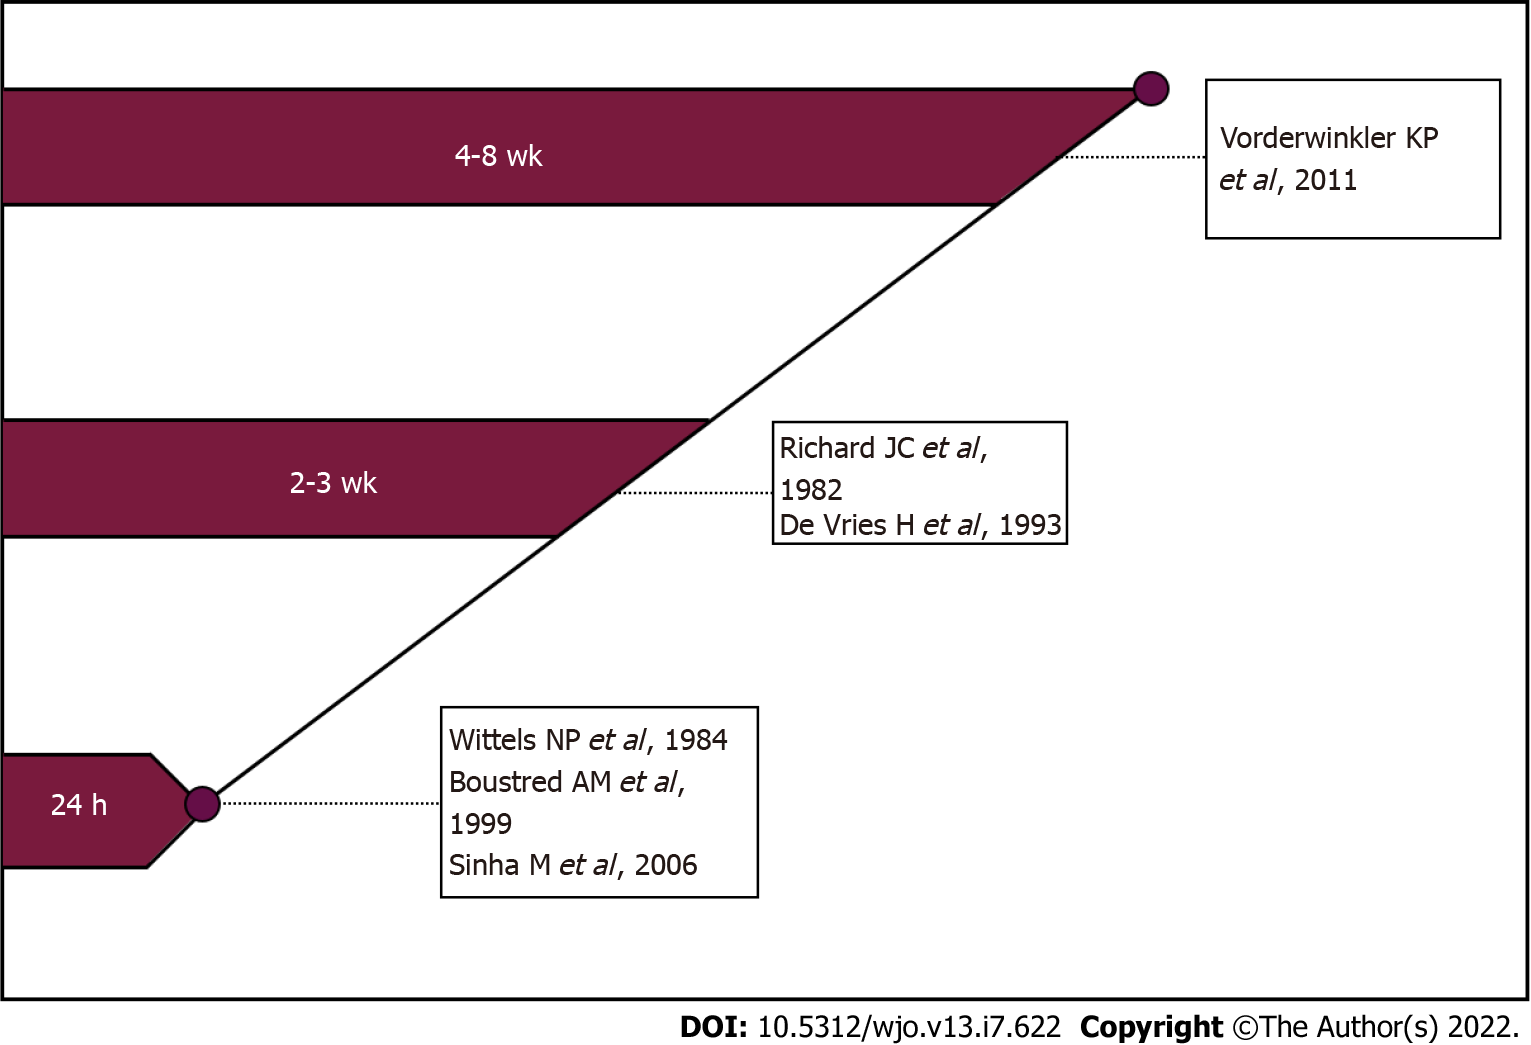 4-8 wk
Vorderwinkler KP
et al, 2011
2-3 wk
Richard JC et al,
1982
De Vries H et al, 1993
24 h
Wittels NP et al, 1984
Boustred AM et al,
1999
Sinha M et al, 2006
DOI: 10.5312/wjo.v13.i7.622 Copyright ©The Author(s) 2022.